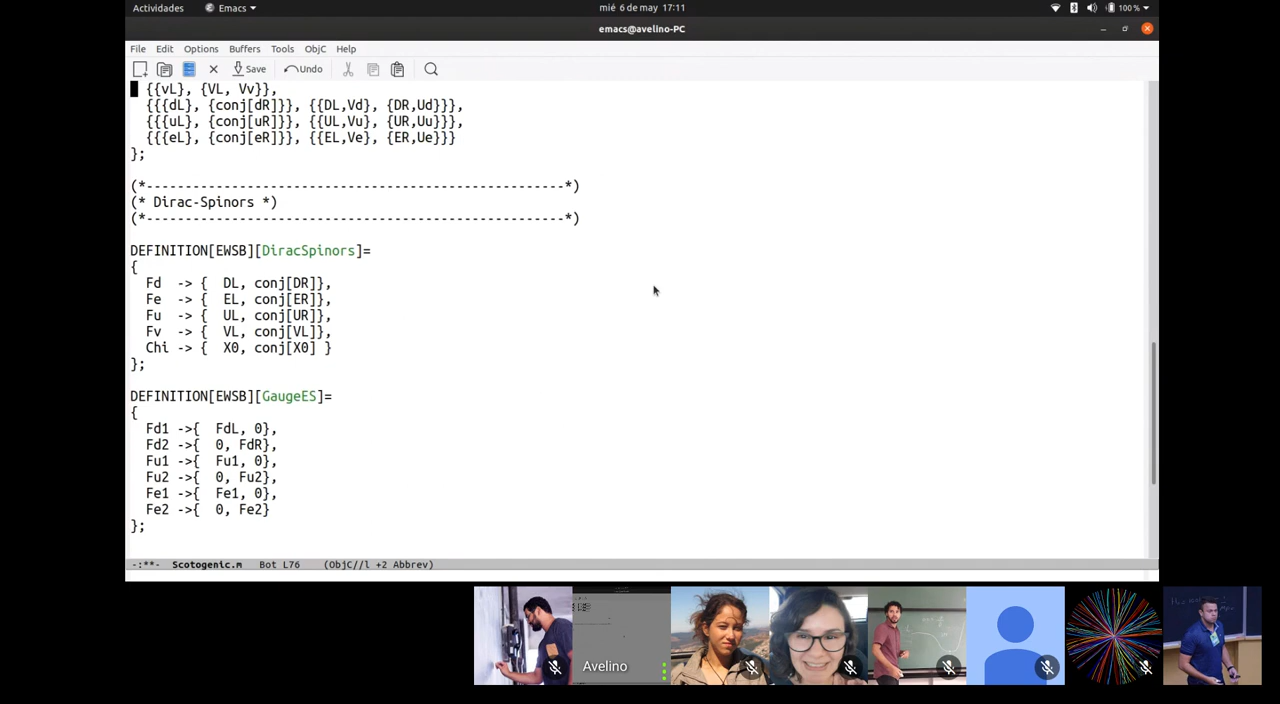 Actividades Emacs mié 6 de may 17:11 100 %
emacs@avelino-PC
File Edit Options Buffers Tools ObjC Help
Save Undo
{{vL}, {VL, Vv}},
{{{dL}, {conj[dR]}}, {{DL,Vd}, {DR,Ud}}},
{{{uL}, {conj[uR]}}, {{UL,Vu}, {UR,Uu}}},
{{{eL}, {conj[eR]}}, {{EL,Ve}, {ER,Ue}}}
};
(*------------------------------------------------------*)
(* Dirac-Spinors *)
(*------------------------------------------------------*)
DEFINITION[EWSB][DiracSpinors]=
{
Fd -> { DL, conj[DR]},
Fe -> { EL, conj[ER]},
Fu -> { UL, conj[UR]},
Fv -> { VL, conj[VL]},
Chi -> { X0, conj[X0] }
};
DEFINITION[EWSB][GaugeES]=
{
Fd1 ->{ FdL, 0},
Fd2 ->{ 0, FdR},
Fu1 ->{ Fu1, 0},
Fu2 ->{ 0, Fu2},
Fe1 ->{ Fe1, 0},
Fe2 ->{ 0, Fe2}
};
-:**- Scotogenic.m Bot L76 (ObjC//l +2 Abbrev)
Avelino